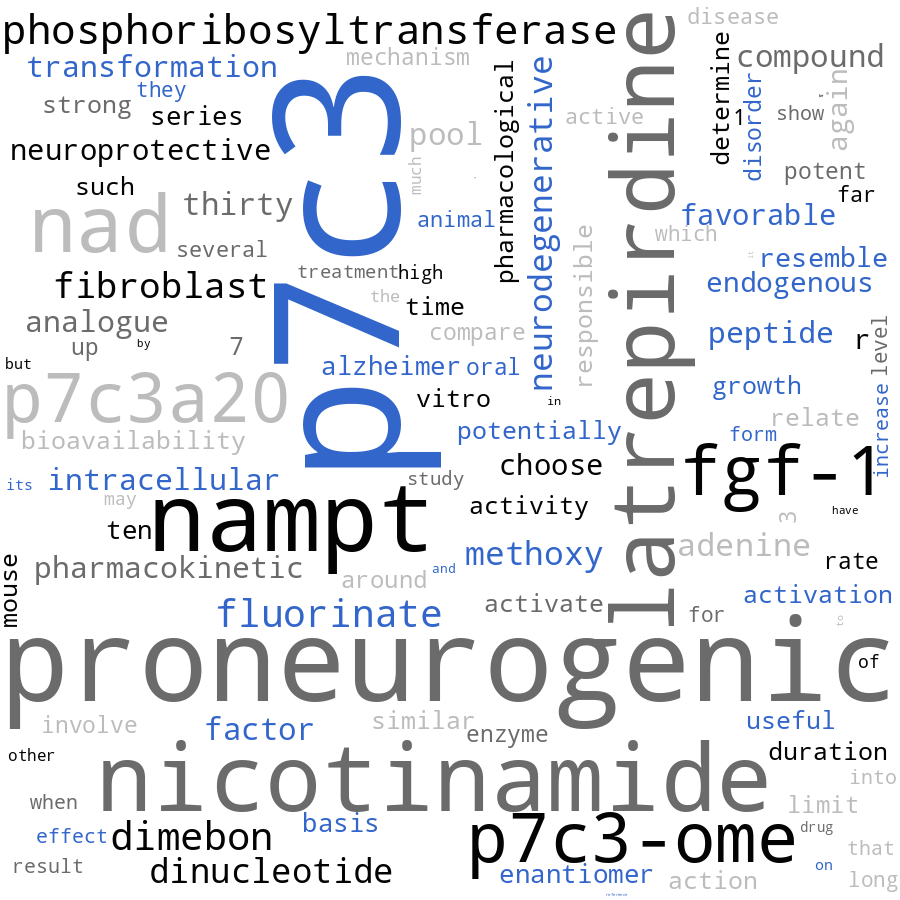 phosphoribosyltransferase
disease
transformation
mechanism
compound
they
strong
series
show
1
determine
disorder
again
neuroprotective
pool
active
pharmacological
neurodegenerative
latrepirdine
p7c3
much
potent
such
far
nad
thirty
animal
favorable
several
which
responsible
resemble
treatment
high
fibroblast
endogenous
the
time
analogue
compare
peptide
r
level
up
by
7
but
alzheimer
oral
growth
p7c3a20
vitro
in
relate
increase
bioavailability
potentially
form
fgf-1
choose
its
intracellular
study
may
nampt
activity
have
3
ten
methoxy
adenine
rate
mouse
pharmacokinetic
around
and
activation
fluorinate
activate
for
to
proneurogenic
of
involve
factor
similar
enzyme
useful
other
nicotinamide
duration
into
when
limit
effect
dimebon
basis
p7c3-ome
drug
that
result
dinucleotide
enantiomer
action
on
long